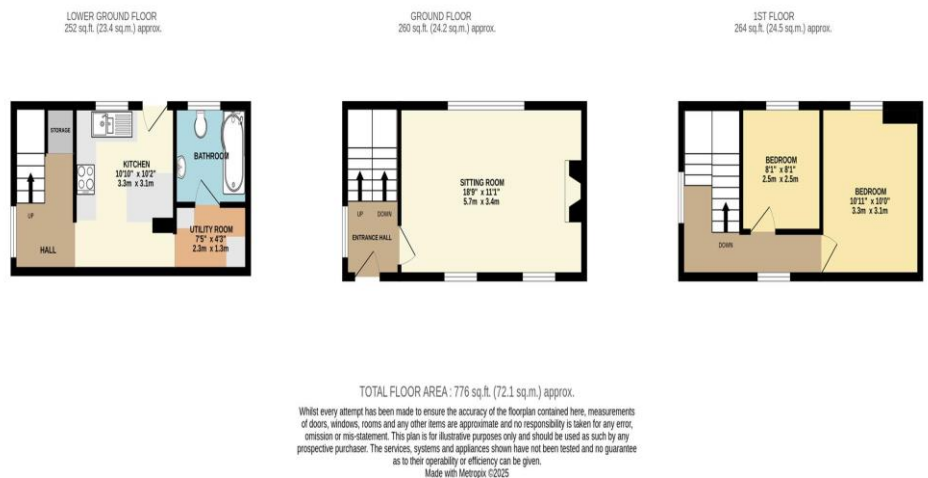 LOWER GROUND FLOOR
252 sq.ft. (23.4 sq.m.) approx.
GROUND FLOOR
260 sq.ft. (24.2 sq.m.) approx.
1ST FLOOR
264 sq.ft. (24.5 sq.m.) approx.
STORAGE
KITCHEN
10'10" x 10'2"
3.3m x 3.1m
BATHROOM
UP
HALL
UTILITY ROOM
7'5" x 4'3"
2.3m x 1.3m
SITTING ROOM
18'9" x 11'1"
5.7m x 3.4m
UP
DOWN
ENTRANCE HALL
BEDROOM
8'1" x 8'1"
2.5m x 2.5m
BEDROOM
10'11" x 10'0"
3.3m x 3.1m
DOWN
TOTAL FLOOR AREA : 776 sq.ft. (72.1 sq.m.) approx.
Whilst every attempt has been made to ensure the accuracy of the floorplan contained here, measurements
of doors, windows, rooms and any other items are approximate and no responsibility is taken for any error,
omission or mis-statement. This plan is for illustrative purposes only and should be used as such by any
prospective purchaser. The services, systems and appliances shown have not been tested and no guarantee
as to their operability or efficiency can be given.
Made with Metropix ©2025